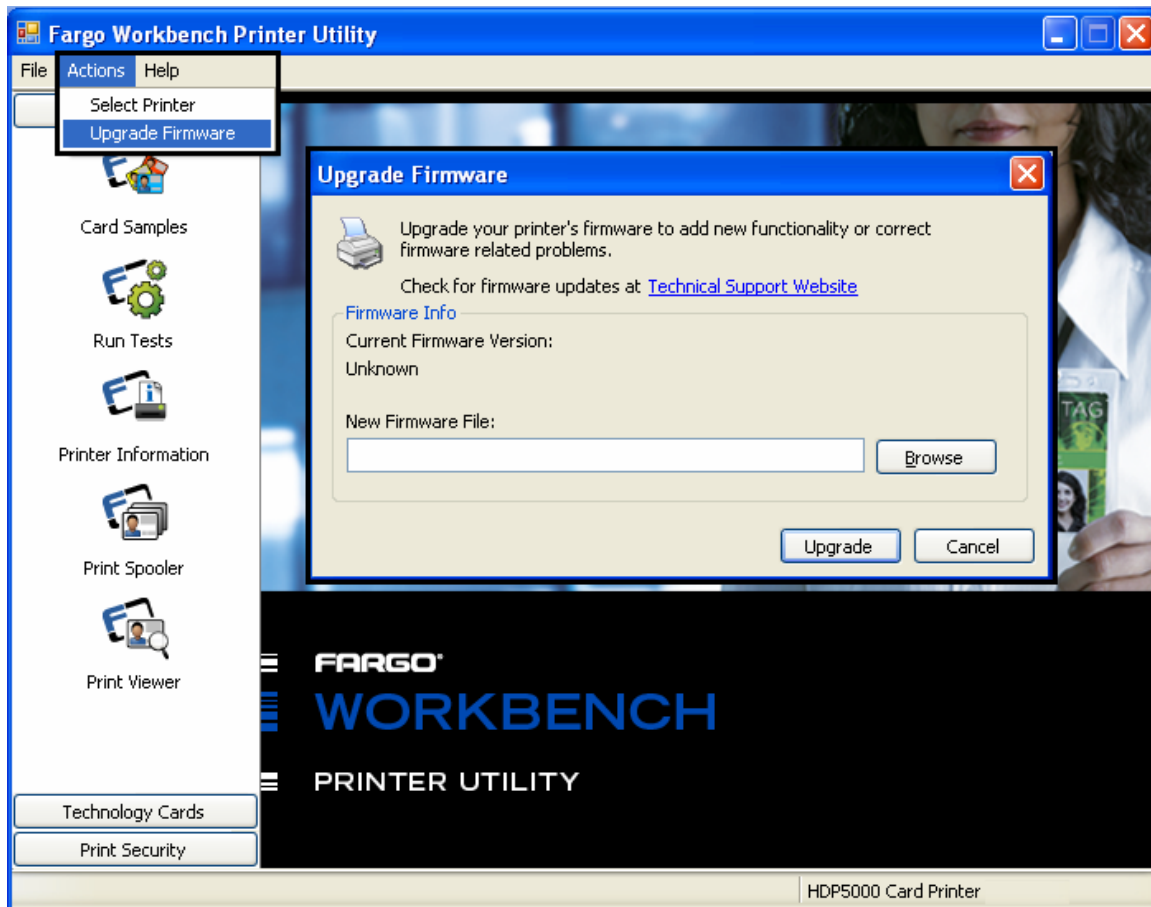 Fargo Workbench Printer Utility
File Actions Help
Select Printer
Upgrade Firmware
Card Samples
Run Tests
Printer Information
Print Spooler
Print Viewer
Technology Cards
Print Security
Upgrade Firmware
Upgrade your printer's firmware to add new functionality or correct
firmware related problems.
Check for firmware updates at Technical Support Website
Firmware Info
Current Firmware Version:
Unknown
New Firmware File:
Browse
Upgrade Cancel
TAG
FARGO®
WORKBENCH
PRINTER UTILITY
HDP5000 Card Printer